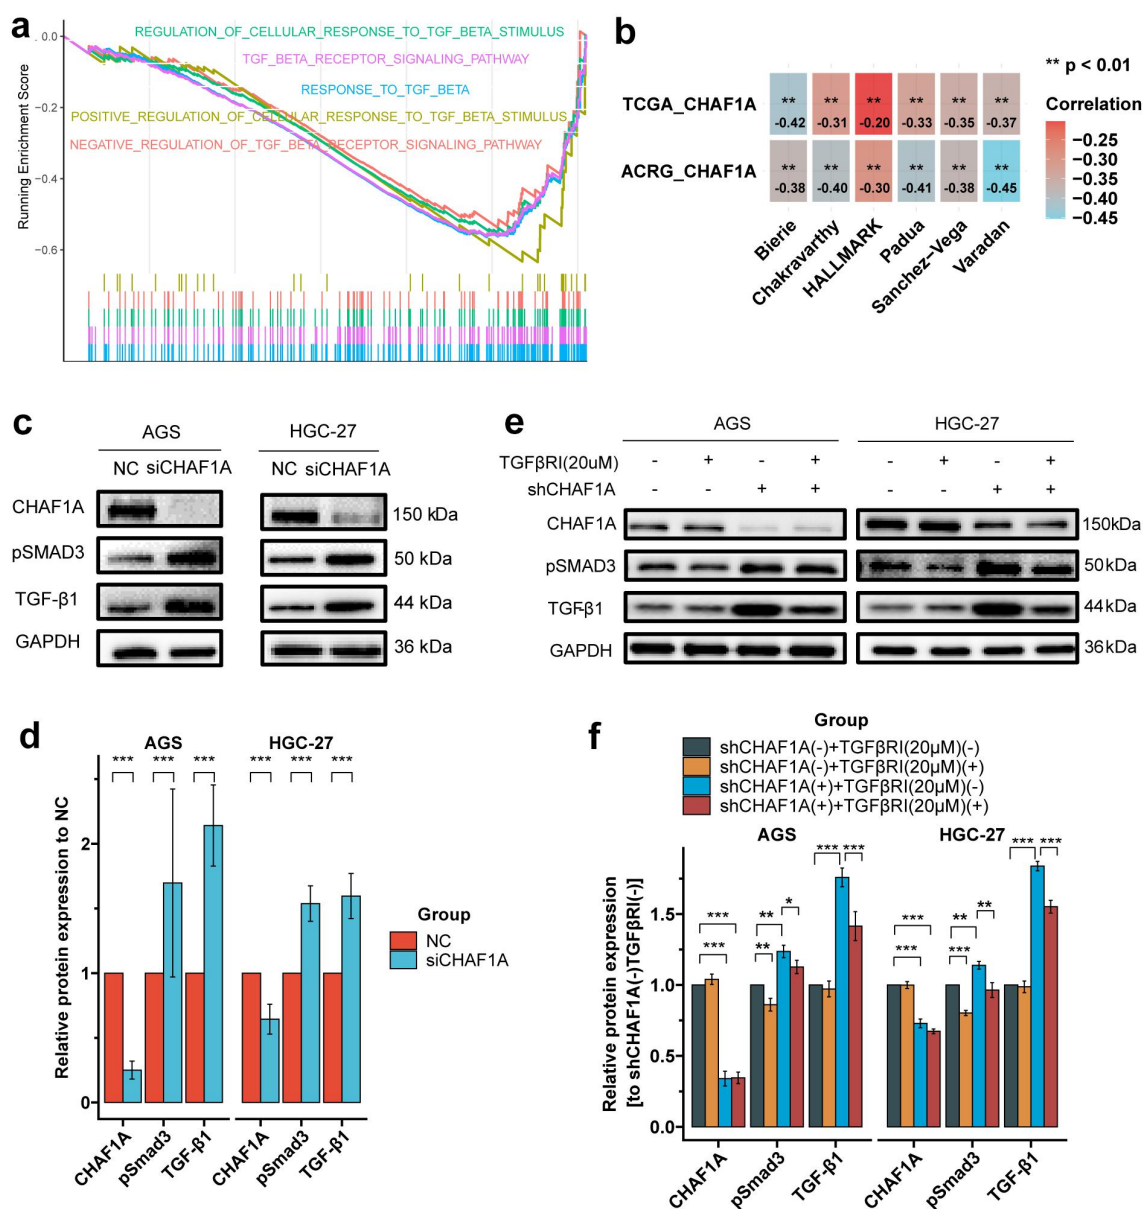 a
REGULATION_OF_CELLULAR_RESPONSE_TO_TGF_BETA_STIMULUS
TGF_BETA_RECEPTOR_SIGNALING_PATHWAY
RESPONSE_TO_TGF_BETA
POSITIVE_REGULATION_OF_CELLULAR_RESPONSE_TO_TGF_BETA_STIMULUS
NEGATIVE_REGULATION_OF_TGF_BETA_RECEPTOR_SIGNALING_PATHWAY
Running Enrichment Score
0.0
−0.2
−0.4
−0.6
b
** p < 0.01
Correlation
−0.25
−0.30
−0.35
−0.40
−0.45
TCGA_CHAF1A
** ** ** ** ** **
-0.42 -0.31 -0.20 -0.33 -0.35 -0.37
ACRG_CHAF1A
** ** ** ** ** **
-0.38 -0.40 -0.30 -0.41 -0.38 -0.45
Bierie
Chakravarthy
HALLMARK
Padua
Sanchez−Vega
Varadan
c
AGS HGC-27
NC siCHAF1A NC siCHAF1A
CHAF1A 150 kDa
pSMAD3 50 kDa
TGF-β1 44 kDa
GAPDH 36 kDa
e
AGS HGC-27
TGFβRI(20uM) - + - + - + - +
shCHAF1A - - + + - - + +
CHAF1A 150kDa
pSMAD3 50kDa
TGFβ1 44kDa
GAPDH 36kDa
d
AGS HGC-27
*** *** *** *** *** ***
Relative protein expression to NC
2
1
0
CHAF1A
pSmad3
TGF-β1
CHAF1A
pSmad3
TGF-β1
Group
NC
siCHAF1A
f
Group
shCHAF1A(-)+TGFβRI(20μM)(-)
shCHAF1A(-)+TGFβRI(20μM)(+)
shCHAF1A(+)+TGFβRI(20μM)(-)
shCHAF1A(+)+TGFβRI(20μM)(+)
AGS HGC-27
*** *** *** ***
*** ** * *** ** **
*** ** *** ***
Relative protein expression
[to shCHAF1A(-)TGFβRI(-)]
1.5
1.0
0.5
0.0
CHAF1A
pSmad3
TGF-β1
CHAF1A
pSmad3
TGF-β1